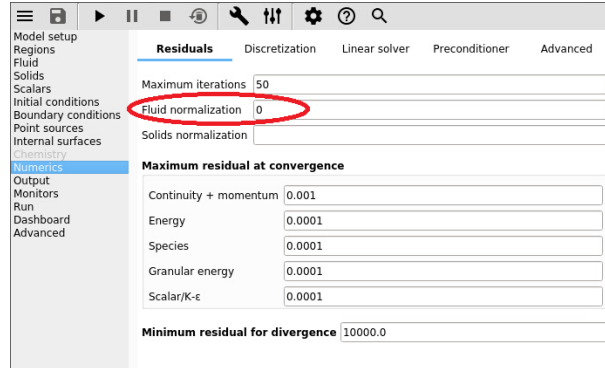 Model setup
Regions
Fluid
Solids
Scalars
Initial conditions
Boundary conditions
Point sources
Internal surfaces
Chemistry
Numerics
Output
Monitors
Run
Dashboard
Advanced
Residuals Discretization Linear solver Preconditioner Advanced
Maximum iterations 50
Fluid normalization 0
Solids normalization
Maximum residual at convergence
Continuity + momentum 0.001
Energy 0.0001
Species 0.0001
Granular energy 0.0001
Scalar/K-ε 0.0001
Minimum residual for divergence 10000.0